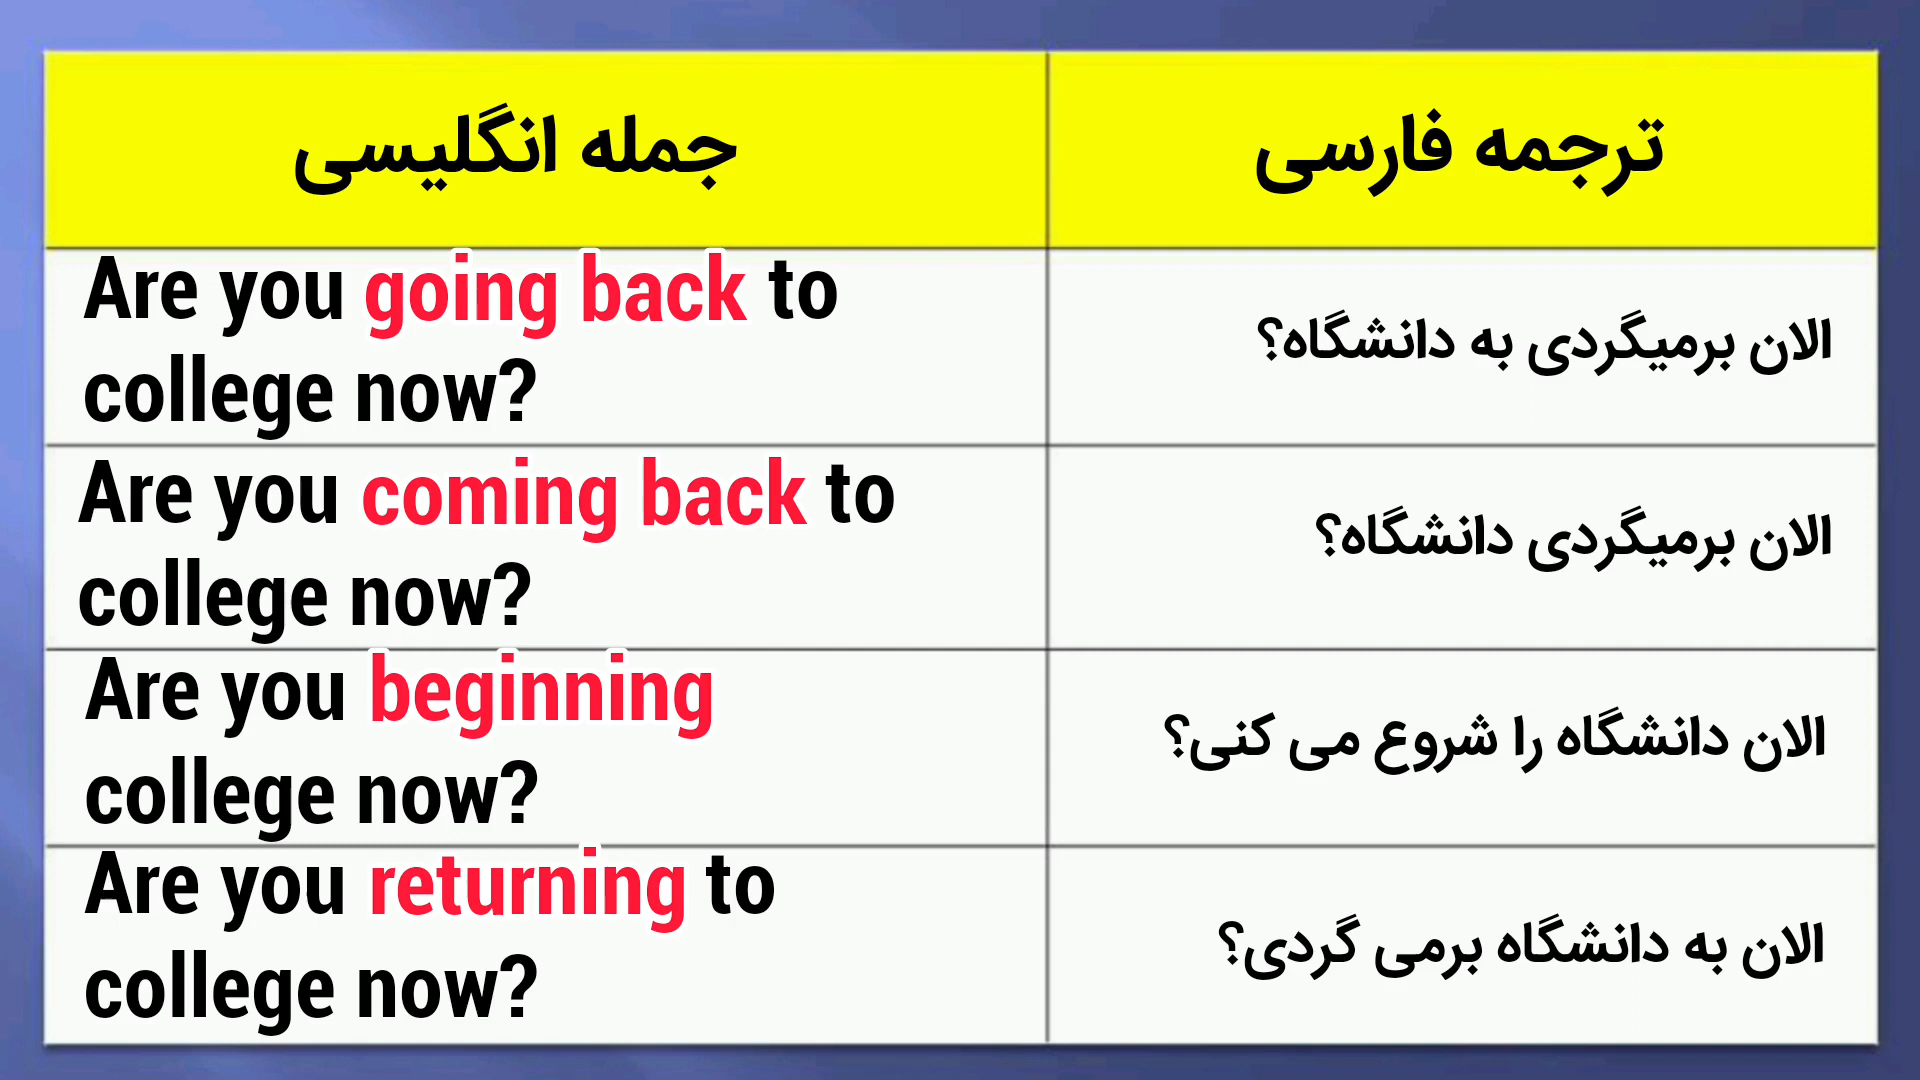 جمله انگلیسی
ترجمه فارسی
Are you going back to
college now?
الان برمیگردی به دانشگاه؟
Are you coming back to
college now?
الان برمیگردی دانشگاه؟
Are you beginning
college now?
الان دانشگاه را شروع می کنی؟
Are you returning to
college now?
الان به دانشگاه برمی گردی؟